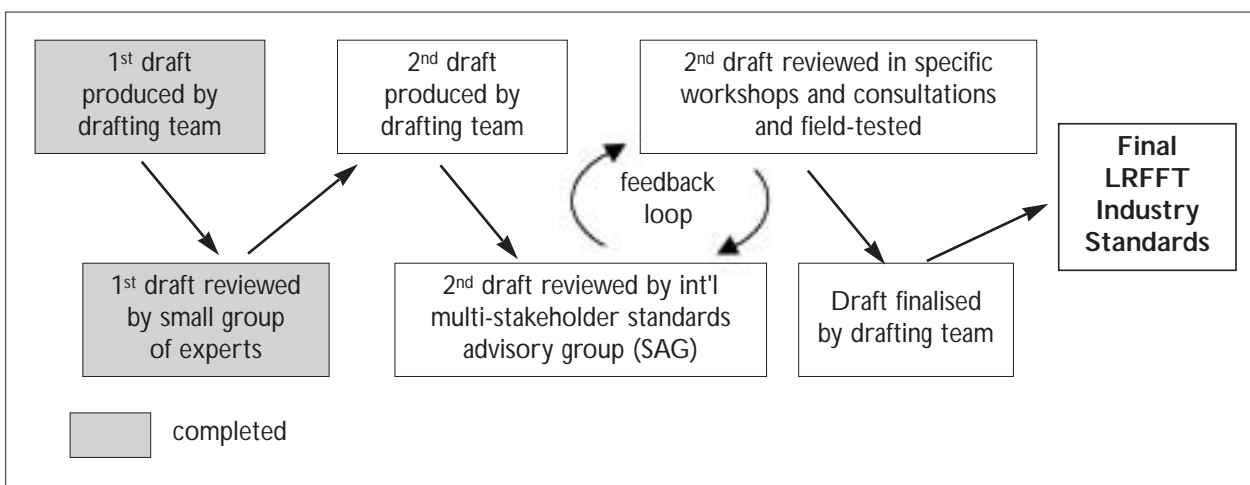 1st draft
produced by
drafting team
1st draft reviewed
by small group
of experts
2nd draft
produced by
drafting team
2nd draft reviewed by int'l
multi-stakeholder standards
advisory group (SAG)
feedback
loop
2nd draft reviewed in specific
workshops and consultations
and field-tested
Draft finalised
by drafting team
Final
LRFFT
Industry
Standards
completed